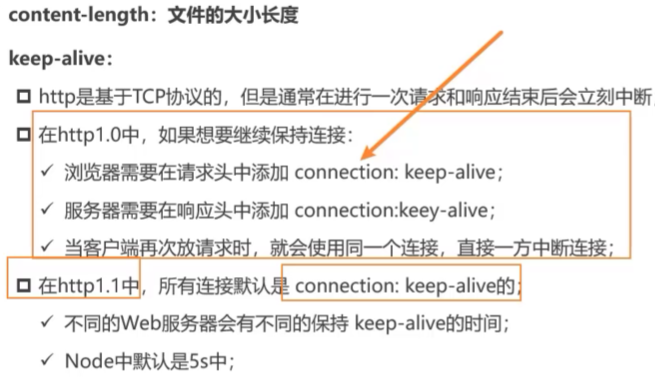 content-length：文件的大小长度
keep-alive：
http是基于TCP协议的，但是通常在进行一次请求和响应结束后会立刻中断；
在http1.0中，如果想要继续保持连接：
浏览器需要在请求头中添加 connection: keep-alive；
服务器需要在响应头中添加 connection:keey-alive；
当客户端再次放请求时，就会使用同一个连接，直接一方中断连接；
在http1.1中，所有连接默认是 connection: keep-alive的；
不同的Web服务器会有不同的保持 keep-alive的时间；
Node中默认是5s中；